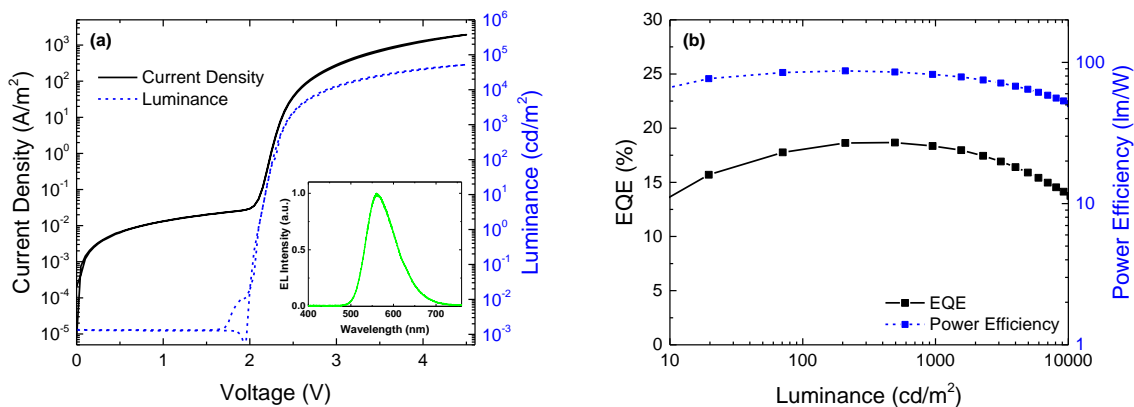 (a)
Current Density
Luminance
Current Density (A/m²)
10³
10²
10¹
10⁰
10⁻¹
10⁻²
10⁻³
10⁻⁴
10⁻⁵
0 1 2 3 4
Voltage (V)
10⁶
10⁵
10⁴
10³
10²
10¹
10⁰
10⁻¹
10⁻²
10⁻³
Luminance (cd/m²)
EL Intensity (a.u.)
1.0
0.5
0.0
400 500 600 700
Wavelength (nm)
(b)
EQE (%)
30
25
20
15
10
5
0
10 100 1000 10000
Luminance (cd/m²)
100
10
1
Power Efficiency (lm/W)
EQE
Power Efficiency